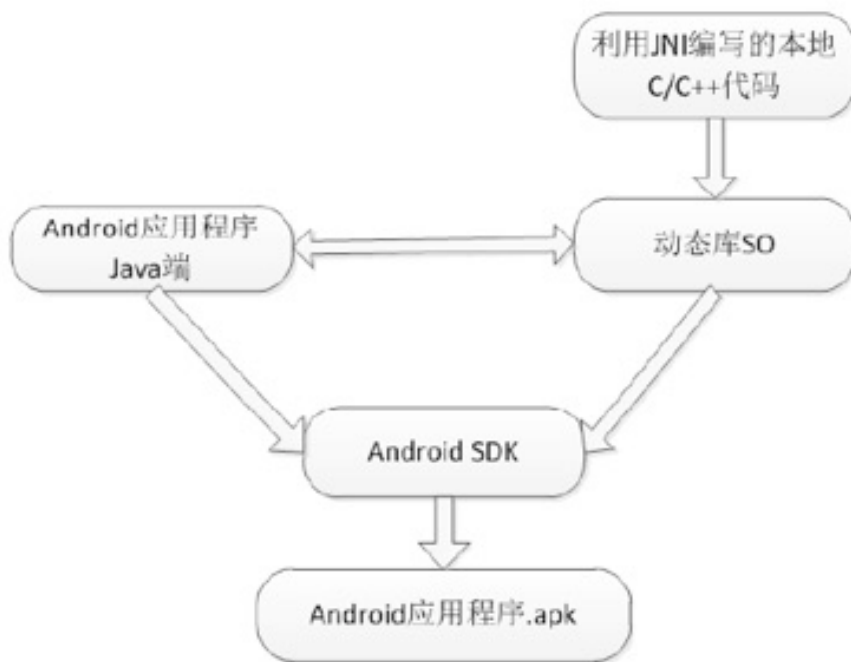 利用JNI编写的本地
C/C++代码
Android应用程序
Java端
动态库SO
Android SDK
Android应用程序.apk